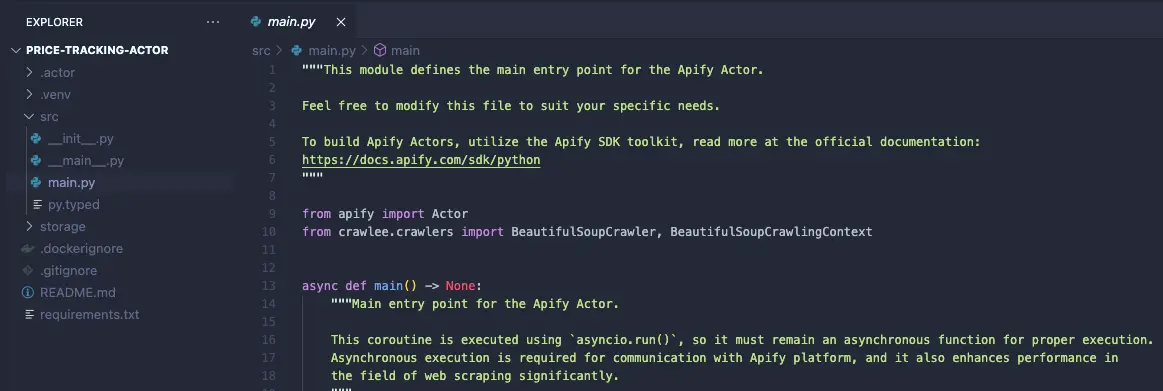 EXPLORER
···
PRICE-TRACKING-ACTOR
.actor
.venv
src
__init__.py
__main__.py
main.py
py.typed
storage
.dockerignore
.gitignore
README.md
requirements.txt
main.py
src > main.py > main
1 """This module defines the main entry point for the Apify Actor.
2
3 Feel free to modify this file to suit your specific needs.
4
5 To build Apify Actors, utilize the Apify SDK toolkit, read more at the official documentation:
6 https://docs.apify.com/sdk/python
7 """
8
9 from apify import Actor
10 from crawlee.crawlers import BeautifulSoupCrawler, BeautifulSoupCrawlingContext
11
12
13 async def main() -> None:
14 """Main entry point for the Apify Actor.
15
16 This coroutine is executed using `asyncio.run()`, so it must remain an asynchronous function for proper execution.
17 Asynchronous execution is required for communication with Apify platform, and it also enhances performance in
18 the field of web scraping significantly.
"""